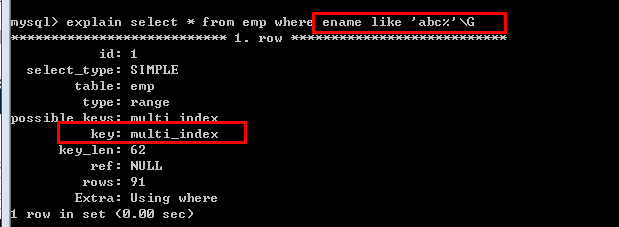 mysql> explain select * from emp where ename like 'abc%'\G
*************************** 1. row ***************************
id: 1
select_type: SIMPLE
table: emp
type: range
possible_keys: multi_index
key: multi_index
key_len: 62
ref: NULL
rows: 91
Extra: Using where
1 row in set (0.00 sec)